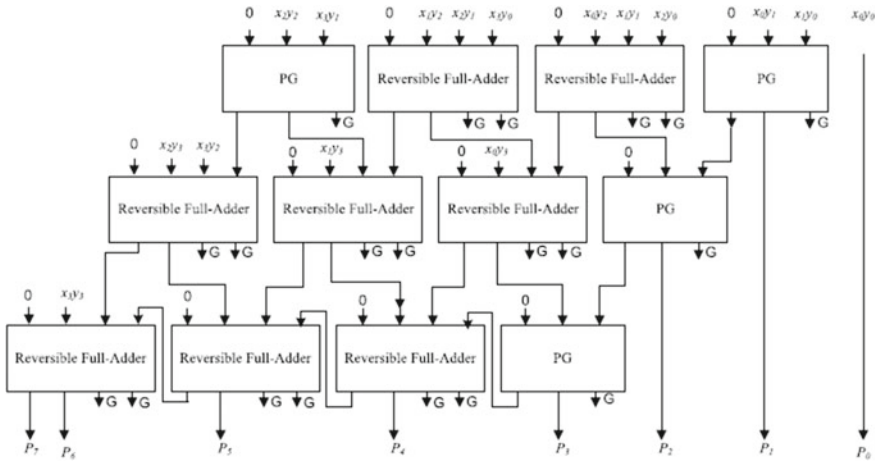 0 x₂y₂ x₃y₁ 0 x₁y₂ x₂y₁ x₃y₀ 0 x₀y₂ x₁y₁ x₂y₀ 0 x₀y₁ x₁y₀ x₀y₀
PG Reversible Full-Adder Reversible Full-Adder PG
G G G G G G
0 x₂y₃ x₃y₂ 0 x₁y₃ 0 x₀y₃ 0
Reversible Full-Adder Reversible Full-Adder Reversible Full-Adder PG
G G G G G G G
0 x₃y₃ 0 0 0
Reversible Full-Adder Reversible Full-Adder Reversible Full-Adder PG
G G G G G G G
P₇ P₆ P₅ P₄ P₃ P₂ P₁ P₀